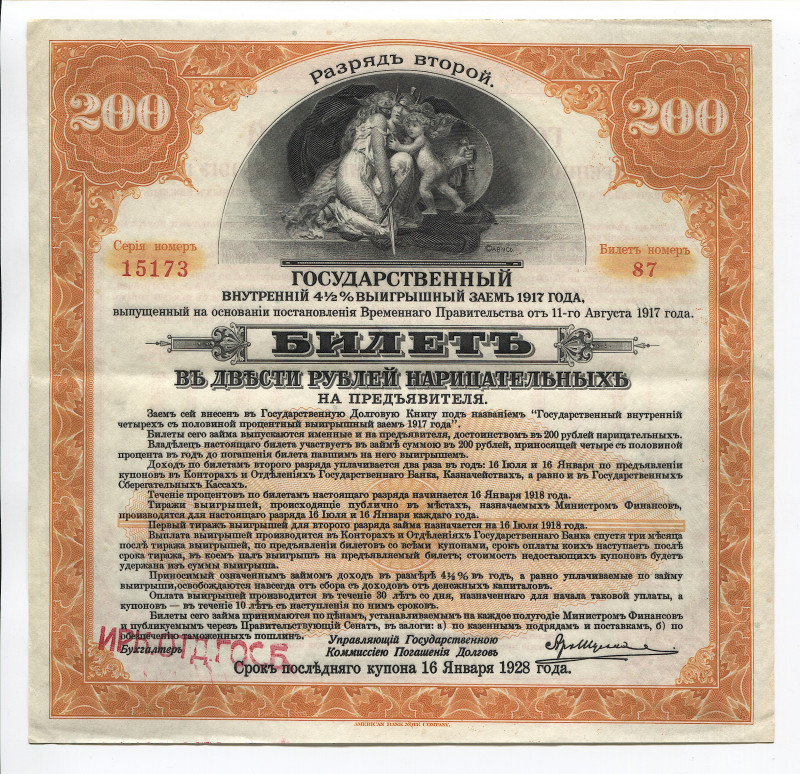 Разрядъ второй.
200
200
Серія номеръ
15173
Билетъ номеръ
87
ГОСУДАРСТВЕННЫЙ
ВНУТРЕННІЙ 4½% ВЫИГРЫШНЫЙ ЗАЕМЪ 1917 ГОДА,
выпущенный на основаніи постановленія Временнаго Правительства отъ 11-го Августа 1917 года.
БИЛЕТЪ
ВЪ ДВѢСТИ РУБЛЕЙ НАРИЦАТЕЛЬНЫХЪ
НА ПРЕДЪЯВИТЕЛЯ.
Заемъ сей внесенъ въ Государственную Долговую Книгу подъ названіемъ "Государственный внутренній
четырехъ съ половиной процентный выигрышный заемъ 1917 года".
Билеты сего займа выпускаются именные и на предъявителя, достоинствомъ въ 200 рублей нарицательныхъ.
Владѣлецъ настоящаго билета участвуетъ въ займѣ суммою въ 200 рублей, приносящей четыре съ половиной
процента въ годъ до погашенія билета павшимъ на него выигрышемъ.
Доходъ по билетамъ второго разряда уплачивается два раза въ годъ: 16 Іюля и 16 Января по предъявленіи
купоновъ въ Конторахъ и Отдѣленіяхъ Государственнаго Банка, Казначействахъ, а равно и въ Государственныхъ
Сберегательныхъ Кассахъ.
Теченіе процентовъ по билетамъ настоящаго разряда начинается 16 Января 1918 года.
Тиражи выигрышей, происходящіе публично въ мѣстахъ, назначаемыхъ Министромъ Финансовъ,
производятся для настоящаго разряда 16 Іюля и 16 Января каждаго года.
Первый тиражъ выигрышей для второго разряда займа назначается на 16 Іюля 1918 года.
Выплата выигрышей производится въ Конторахъ и Отдѣленіяхъ Государственнаго Банка спустя три мѣсяца
послѣ тиража выигрышей, по предъявленіи билетовъ со всѣми купонами, срокъ оплаты коихъ наступаетъ послѣ
срока тиража, въ коемъ палъ выигрышъ на предъявляемый билетъ; стоимость недостающихъ купоновъ будетъ
удержана изъ суммы выигрыша.
Приносимый означеннымъ займомъ доходъ въ размѣрѣ 4½% въ годъ, а равно уплачиваемые по займу
выигрыши, освобождаются навсегда отъ сбора съ доходовъ отъ денежныхъ капиталовъ.
Оплата выигрышей производится въ теченіе 30 лѣтъ со дня, назначеннаго для начала таковой уплаты, а
купоновъ — въ теченіе 10 лѣтъ съ наступленія по нимъ сроковъ.
Билеты сего займа принимаются по цѣнамъ, устанавливаемымъ на каждое полугодіе Министромъ Финансовъ
и публикуемымъ черезъ Правительствующій Сенатъ, въ залоги: а) по казеннымъ подрядамъ и поставкамъ, б) по
обезпеченію таможенныхъ пошлинъ.
Бухгалтеръ
Управляющій Государственною
Коммиссіею Погашенія Долговъ
Срокъ послѣдняго купона 16 Января 1928 года.
AMERICAN BANK NOTE COMPANY.